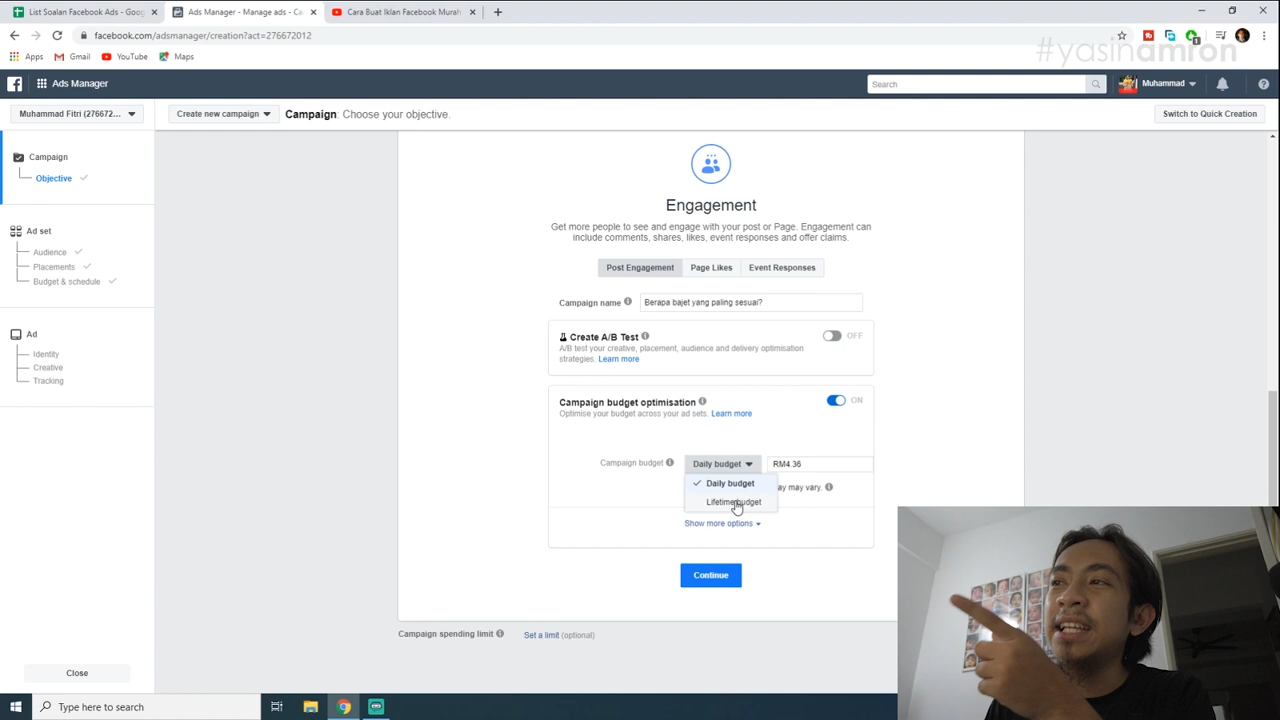 List Soalan Facebook Ads - Goog
Ads Manager - Manage ads - Ca
Cara Buat Iklan Facebook Murah
facebook.com/adsmanager/creation?act=276672012
Apps Gmail YouTube Maps
#yasinamron
Ads Manager
Search
Muhammad
Muhammad Fitri (276672...
Create new campaign
Campaign: Choose your objective.
Switch to Quick Creation
Campaign
Objective
Ad set
Audience
Placements
Budget & schedule
Ad
Identity
Creative
Tracking
Close
Engagement
Get more people to see and engage with your post or Page. Engagement can
include comments, shares, likes, event responses and offer claims.
Post Engagement Page Likes Event Responses
Campaign name Berapa bajet yang paling sesuai?
Create A/B Test OFF
A/B test your creative, placement, audience and delivery optimisation
strategies. Learn more
Campaign budget optimisation ON
Optimise your budget across your ad sets. Learn more
Campaign budget Daily budget RM4.36
Daily budget
ay may vary.
Lifetime budget
Show more options
Continue
Campaign spending limit Set a limit (optional)
Type here to search